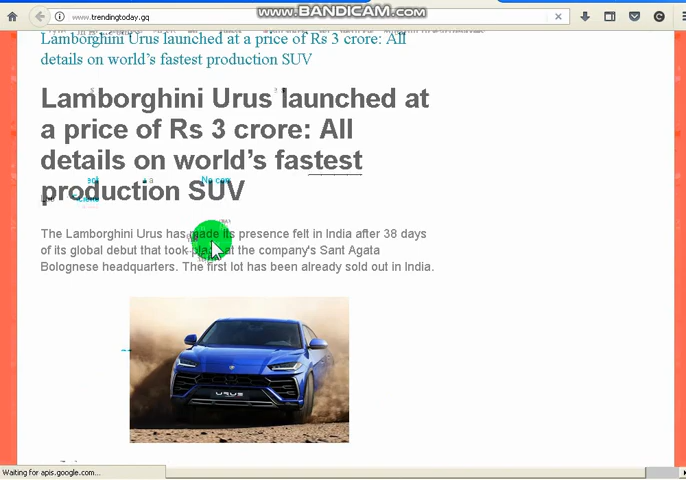 www.BANDICAM.com
www.trendingtoday.gq
Lamborghini Urus launched at a price of Rs 3 crore: All
details on world's fastest production SUV
Lamborghini Urus launched at
a price of Rs 3 crore: All
details on world's fastest
production SUV
The Lamborghini Urus has made its presence felt in India after 38 days
of its global debut that took place at the company's Sant Agata
Bolognese headquarters. The first lot has been already sold out in India.
URUS
Waiting for apis.google.com...